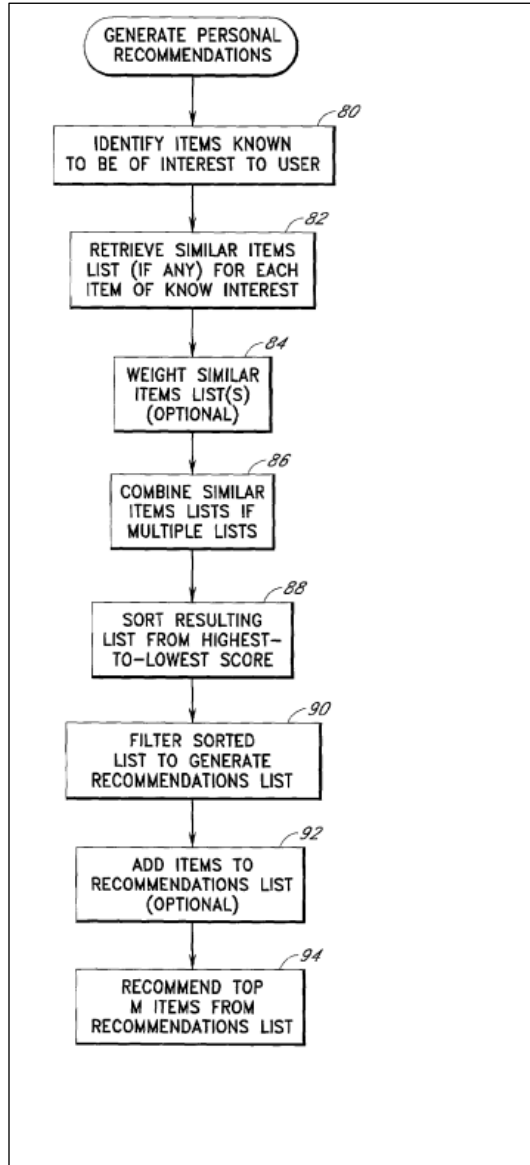 GENERATE PERSONAL
RECOMMENDATIONS
80
IDENTIFY ITEMS KNOWN
TO BE OF INTEREST TO USER
82
RETRIEVE SIMILAR ITEMS
LIST (IF ANY) FOR EACH
ITEM OF KNOW INTEREST
84
WEIGHT SIMILAR
ITEMS LIST(S)
(OPTIONAL)
86
COMBINE SIMILAR
ITEMS LISTS IF
MULTIPLE LISTS
88
SORT RESULTING
LIST FROM HIGHEST-
TO-LOWEST SCORE
90
FILTER SORTED
LIST TO GENERATE
RECOMMENDATIONS LIST
92
ADD ITEMS TO
RECOMMENDATIONS LIST
(OPTIONAL)
94
RECOMMEND TOP
M ITEMS FROM
RECOMMENDATIONS LIST